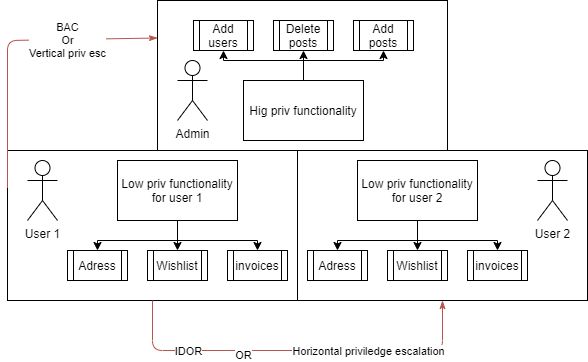 BAC
Or
Vertical priv esc
Add
users
Delete
posts
Add
posts
Hig priv functionality
Admin
Low priv functionality
for user 1
User 1
Adress
Wishlist
invoices
Low priv functionality
for user 2
User 2
Adress
Wishlist
invoices
IDOR
OR
Horizontal priviledge escalation